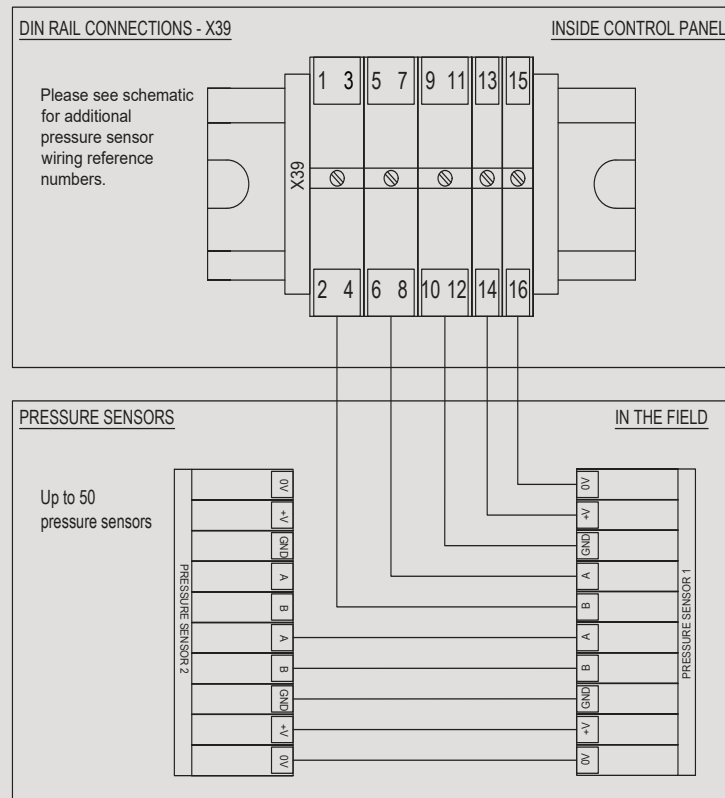 DIN RAIL CONNECTIONS - X39
INSIDE CONTROL PANEL
Please see schematic
for additional
pressure sensor
wiring reference
numbers.
X39
1 3 5 7 9 11 13 15
2 4 6 8 10 12 14 16
PRESSURE SENSORS
IN THE FIELD
Up to 50
pressure sensors
PRESSURE SENSOR 2
0V
+V
GND
A
B
A
B
GND
+V
0V
0V
+V
GND
A
B
A
B
GND
+V
0V
PRESSURE SENSOR 1